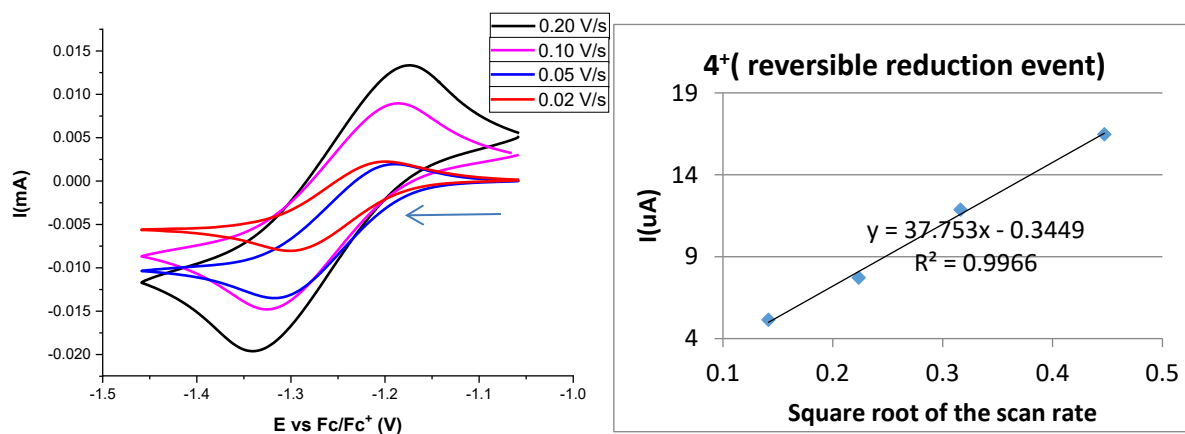 0.20 V/s
0.10 V/s
0.05 V/s
0.02 V/s
0.015
0.010
0.005
0.000
-0.005
-0.010
-0.015
-0.020
I(mA)
-1.5 -1.4 -1.3 -1.2 -1.1 -1.0
E vs Fc/Fc⁺ (V)
4⁺( reversible reduction event)
19
14
9
4
I(uA)
y = 37.753x - 0.3449
R² = 0.9966
0.1 0.2 0.3 0.4 0.5
Square root of the scan rate